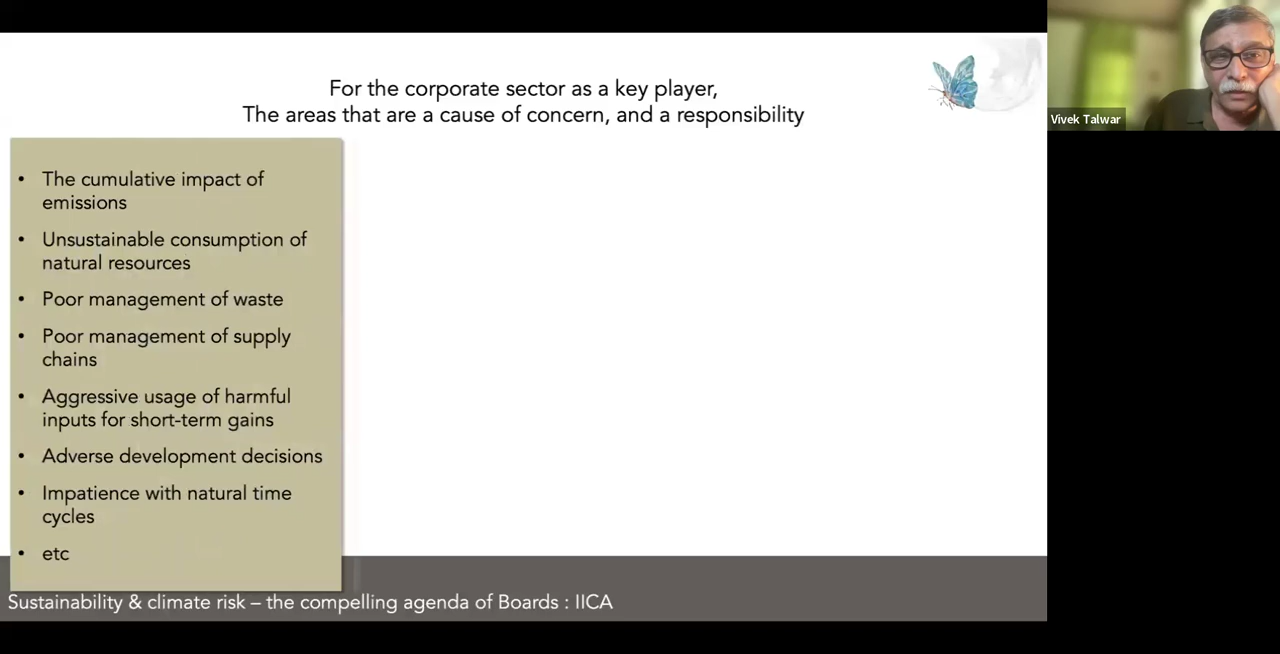 For the corporate sector as a key player,
The areas that are a cause of concern, and a responsibility
• The cumulative impact of
emissions
• Unsustainable consumption of
natural resources
• Poor management of waste
• Poor management of supply
chains
• Aggressive usage of harmful
inputs for short-term gains
• Adverse development decisions
• Impatience with natural time
cycles
• etc
Sustainability & climate risk – the compelling agenda of Boards : IICA
Vivek Talwar